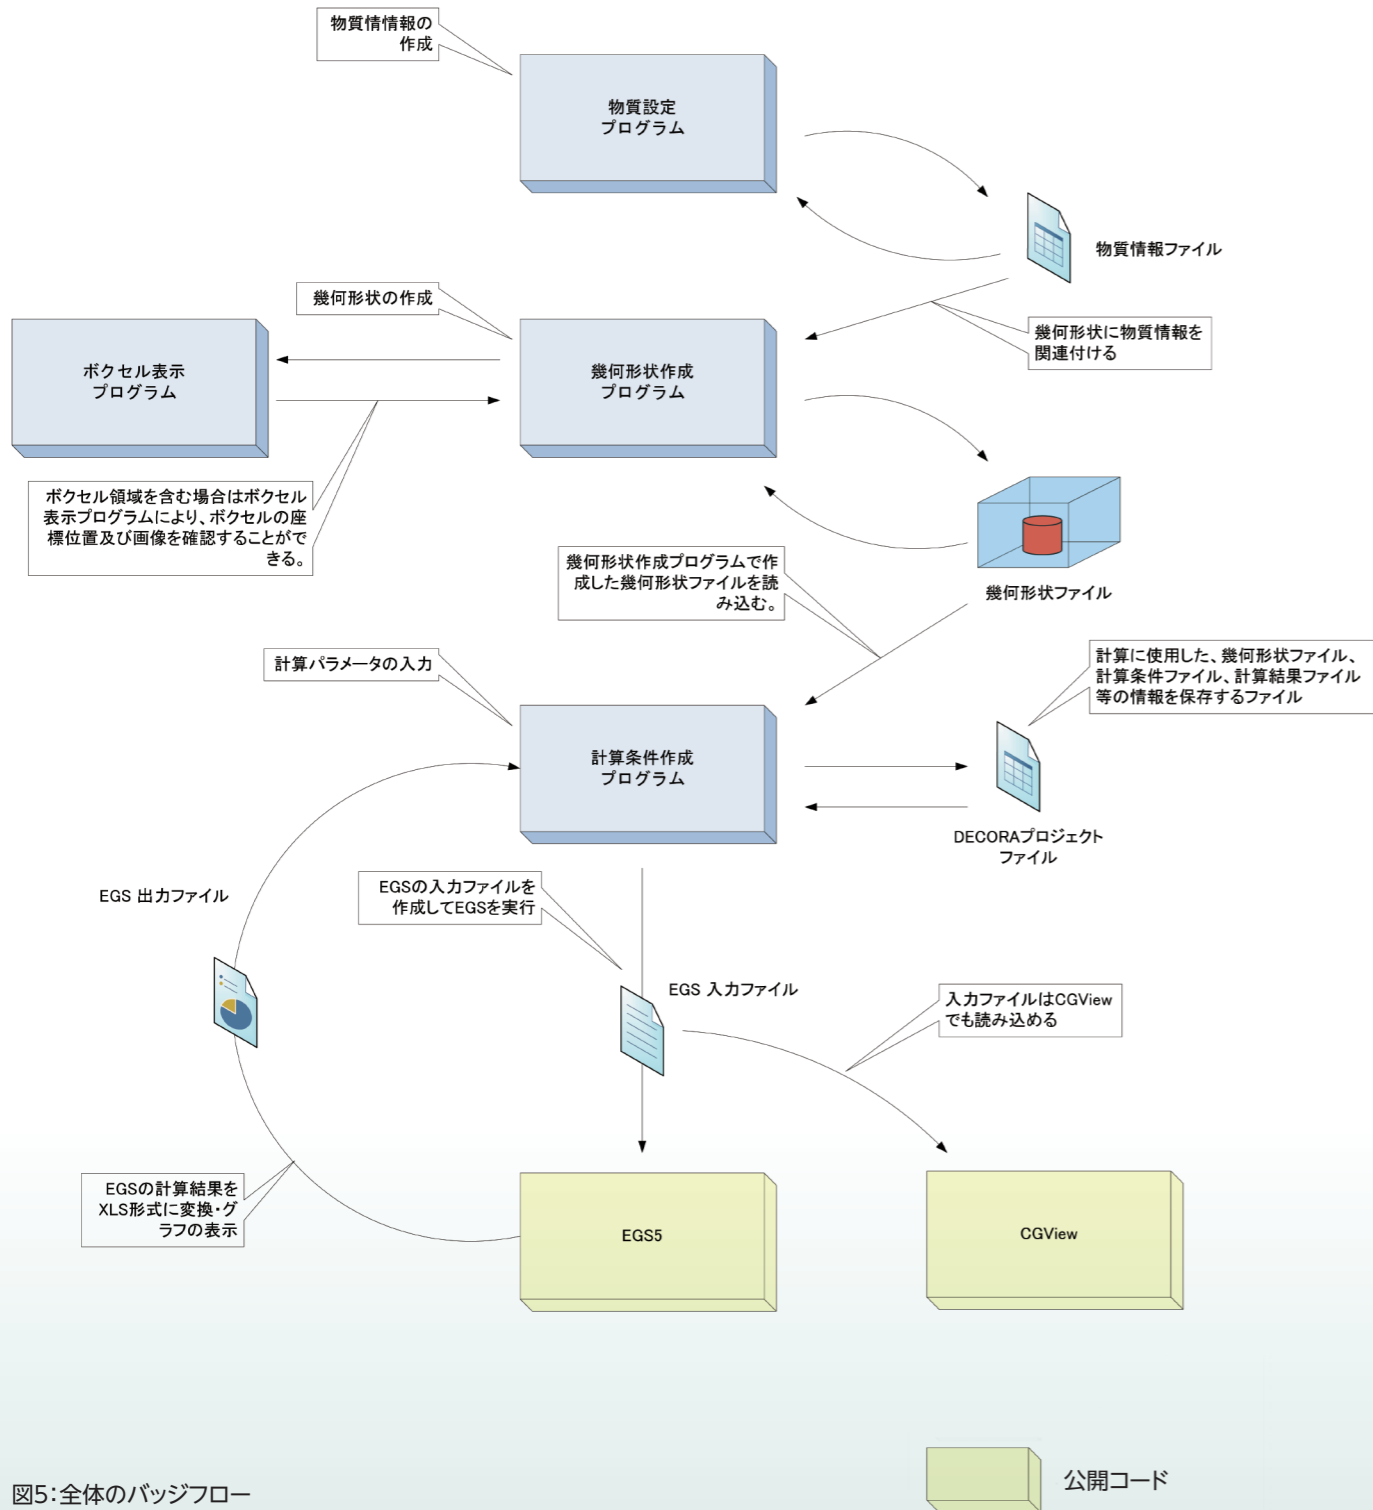 物質情情報の
作成
物質設定
プログラム
物質情報ファイル
幾何形状の作成
幾何形状に物質情報を
関連付ける
ボクセル表示
プログラム
幾何形状作成
プログラム
ボクセル領域を含む場合はボクセル
表示プログラムにより、ボクセルの座
標位置及び画像を確認することがで
きる。
幾何形状作成プログラムで作
成した幾何形状ファイルを読
み込む。
幾何形状ファイル
計算パラメータの入力
計算に使用した、幾何形状ファイル、
計算条件ファイル、計算結果ファイル
等の情報を保存するファイル
計算条件作成
プログラム
DECORAプロジェクト
ファイル
EGS 出力ファイル
EGSの入力ファイルを
作成してEGSを実行
EGS 入力ファイル
入力ファイルはCGView
でも読み込める
EGSの計算結果を
XLS形式に変換・グ
ラフの表示
EGS5
CGView
図5：全体のバッジフロー
公開コード